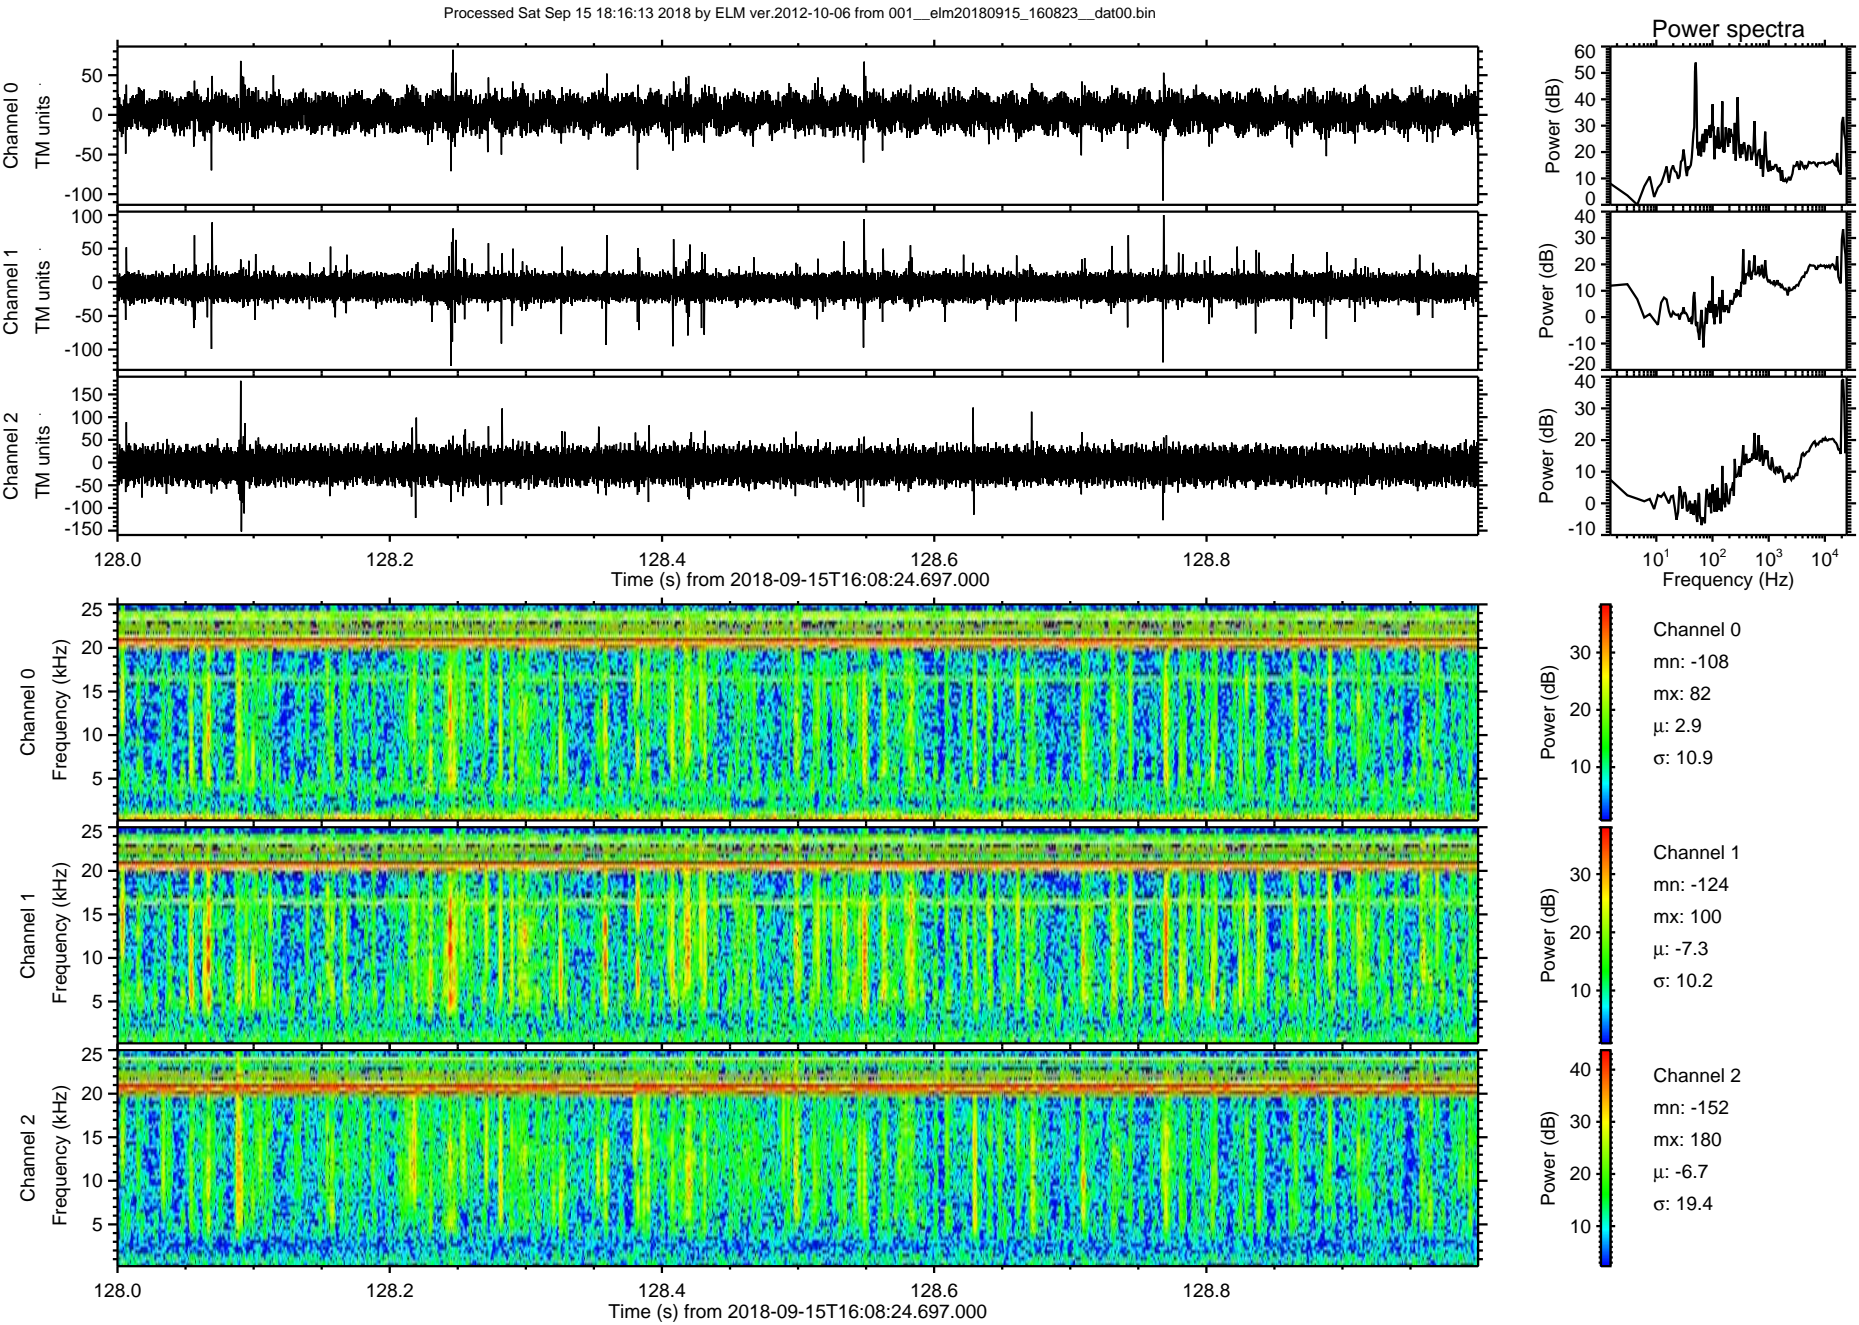 Processed Sat Sep 15 18:16:13 2018 by ELM ver.2012-10-06 from 001__elm20180915_160823__dat00.bin
Power spectra
Channel 0
TM units
50
0
-50
-100
Power (dB)
60
50
40
30
20
10
0
Channel 1
TM units
100
50
0
-50
-100
Power (dB)
40
30
20
10
0
-10
-20
Channel 2
TM units
150
100
50
0
-50
-100
-150
Power (dB)
40
30
20
10
0
-10
128.0 128.2 128.4 128.6 128.8
Time (s) from 2018-09-15T16:08:24.697.000
10¹ 10² 10³ 10⁴
Frequency (Hz)
Channel 0
Frequency (kHz)
25
20
15
10
5
Power (dB)
30
20
10
Channel 0
mn: -108
mx: 82
μ: 2.9
σ: 10.9
Channel 1
Frequency (kHz)
25
20
15
10
5
Power (dB)
30
20
10
Channel 1
mn: -124
mx: 100
μ: -7.3
σ: 10.2
Channel 2
Frequency (kHz)
25
20
15
10
5
Power (dB)
40
30
20
10
Channel 2
mn: -152
mx: 180
μ: -6.7
σ: 19.4
128.0 128.2 128.4 128.6 128.8
Time (s) from 2018-09-15T16:08:24.697.000